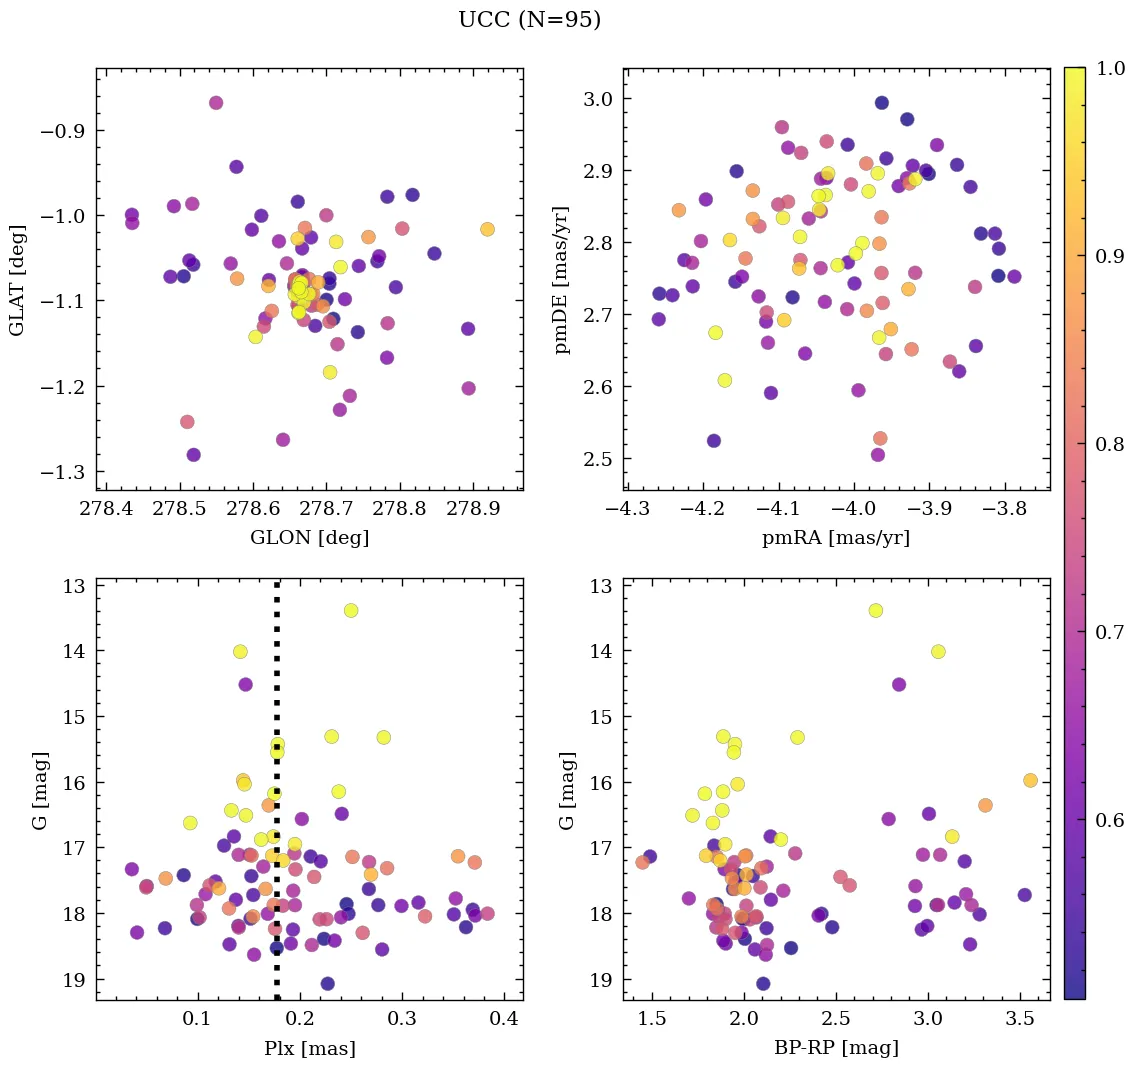 UCC (N=95)
−0.9
−1.0
−1.1
−1.2
−1.3
GLAT [deg]
278.4 278.5 278.6 278.7 278.8 278.9
GLON [deg]
3.0
2.9
2.8
2.7
2.6
2.5
pmDE [mas/yr]
−4.3 −4.2 −4.1 −4.0 −3.9 −3.8
pmRA [mas/yr]
13
14
15
16
17
18
19
G [mag]
0.1 0.2 0.3 0.4
Plx [mas]
13
14
15
16
17
18
19
G [mag]
1.5 2.0 2.5 3.0 3.5
BP-RP [mag]
1.0
0.9
0.8
0.7
0.6